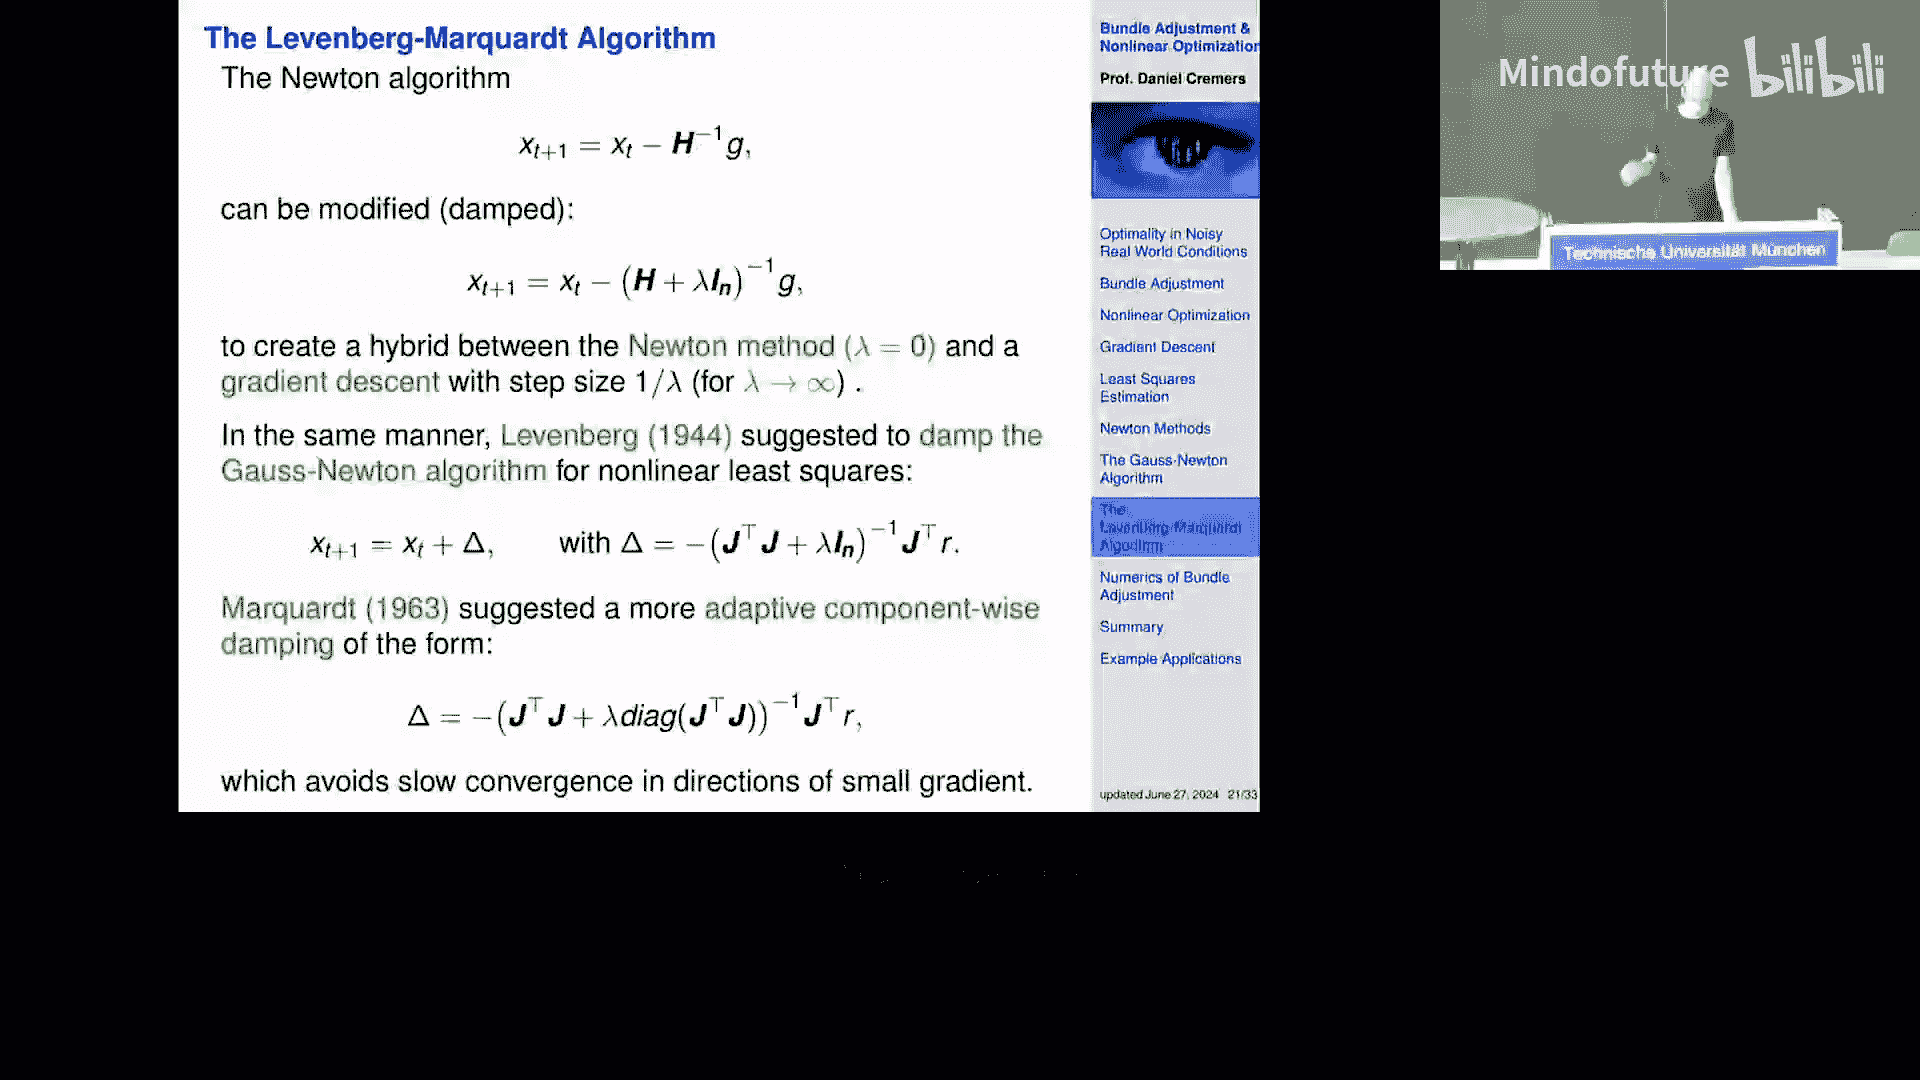 The Levenberg-Marquardt Algorithm
The Newton algorithm
x_{t+1} = x_t − H^{−1} g,
can be modified (damped):
x_{t+1} = x_t − (H + λI_n)^{−1} g,
to create a hybrid between the Newton method (λ = 0) and a
gradient descent with step size 1/λ (for λ → ∞) .
In the same manner, Levenberg (1944) suggested to damp the
Gauss-Newton algorithm for nonlinear least squares:
x_{t+1} = x_t + Δ, with Δ = −(J^⊤ J + λI_n)^{−1} J^⊤ r.
Marquardt (1963) suggested a more adaptive component-wise
damping of the form:
Δ = −(J^⊤ J + λdiag(J^⊤ J))^{−1} J^⊤ r,
which avoids slow convergence in directions of small gradient.
Bundle Adjustment &
Nonlinear Optimization
Prof. Daniel Cremers
Optimality in Noisy
Real World Conditions
Bundle Adjustment
Nonlinear Optimization
Gradient Descent
Least Squares
Estimation
Newton Methods
The Gauss-Newton
Algorithm
The
Levenberg-Marquardt
Algorithm
Numerics of Bundle
Adjustment
Summary
Example Applications
updated June 27, 2024 21/33
Mindofuture bilibili
Technische Universität München